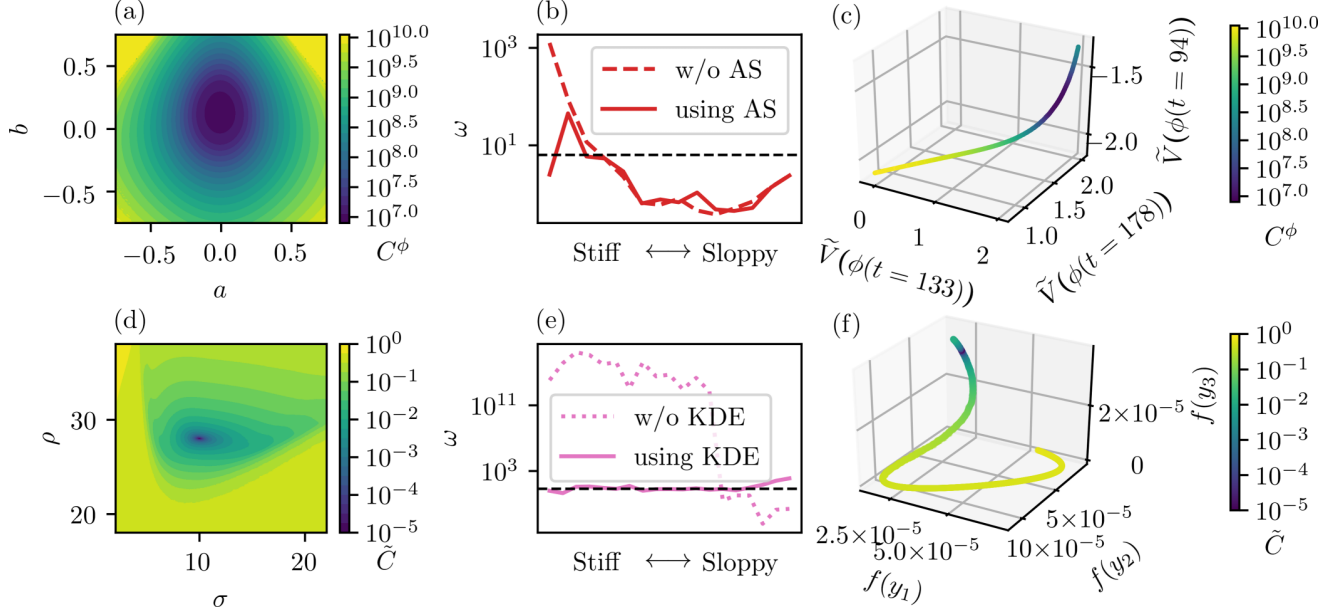 (a)
0.5
0.0
−0.5
b
−0.5
0.0
0.5
a
10^{10.0}
10^{9.5}
10^{9.0}
10^{8.5}
10^{8.0}
10^{7.5}
10^{7.0}
C^ϕ
(b)
10^3
10^1
ω
w/o AS
using AS
Stiff ⟷ Sloppy
(c)
0
1
2
Ṽ(ϕ(t = 133))
1.0
1.5
2.0
Ṽ(ϕ(t = 178))
−1.5
−2.0
Ṽ(ϕ(t = 94))
10^{10.0}
10^{9.5}
10^{9.0}
10^{8.5}
10^{8.0}
10^{7.5}
10^{7.0}
C^ϕ
(d)
30
20
ρ
10
20
σ
10^0
10^{−1}
10^{−2}
10^{−3}
10^{−4}
10^{−5}
C̃
(e)
10^{11}
10^3
ω
w/o KDE
using KDE
Stiff ⟷ Sloppy
(f)
2.5×10^{−5}
5.0×10^{−5}
f(y_1)
10×10^{−5}
5×10^{−5}
f(y_2)
2×10^{−5}
0
f(y_3)
10^0
10^{−1}
10^{−2}
10^{−3}
10^{−4}
10^{−5}
C̃